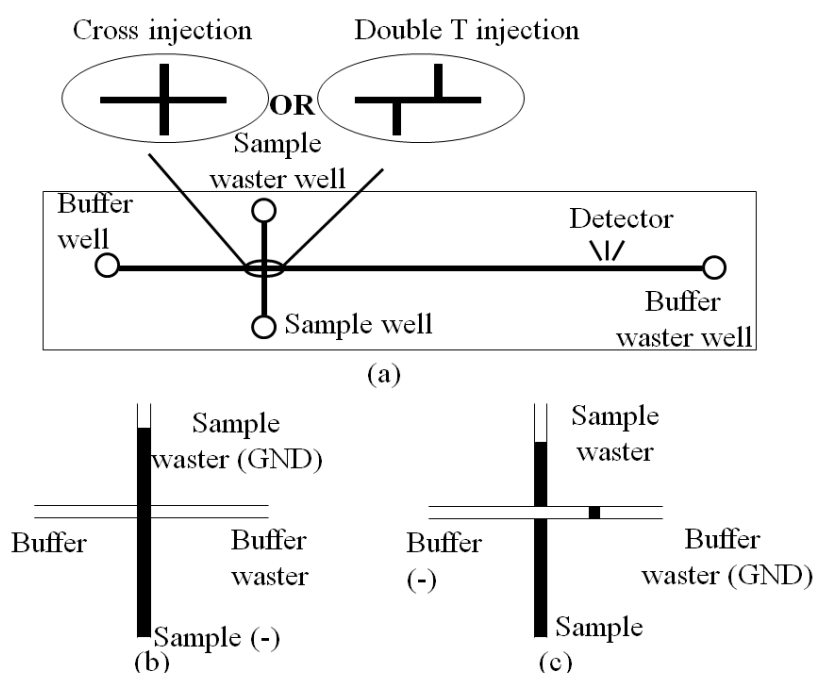 Cross injection
Double T injection
OR
Sample
waster well
Buffer
well
Detector
Sample well
Buffer
waster well
(a)
Sample
waster (GND)
Buffer
Buffer
waster
Sample (-)
(b)
Sample
waster
Buffer
(-)
Buffer
waster (GND)
Sample
(c)